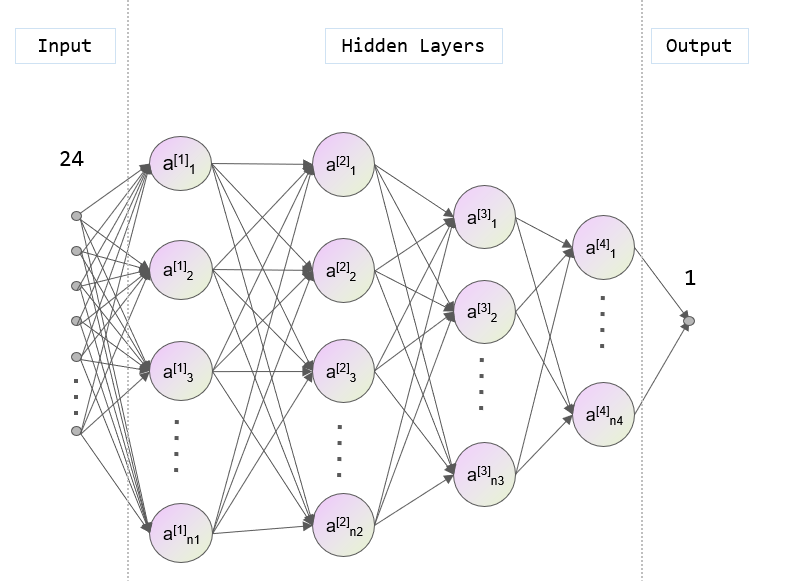 Input
Hidden Layers
Output
24
1
a[1]1
a[1]2
a[1]3
a[1]n1
a[2]1
a[2]2
a[2]3
a[2]n2
a[3]1
a[3]2
a[3]n3
a[4]1
a[4]n4